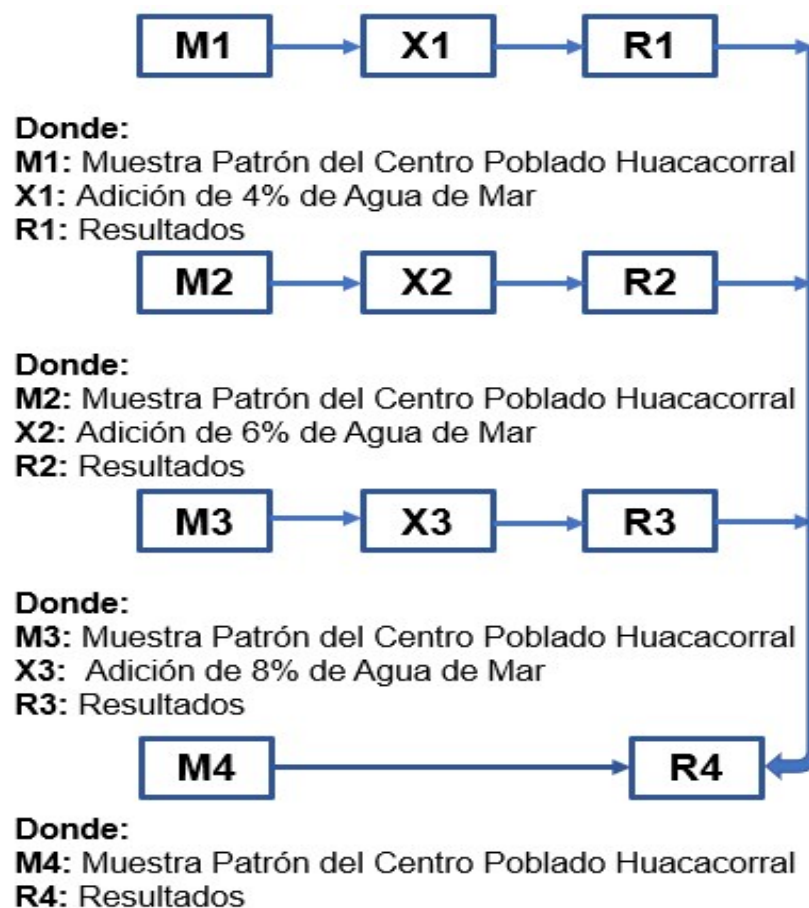 M1 X1 R1
Donde:
M1: Muestra Patrón del Centro Poblado Huacacorral
X1: Adición de 4% de Agua de Mar
R1: Resultados
M2 X2 R2
Donde:
M2: Muestra Patrón del Centro Poblado Huacacorral
X2: Adición de 6% de Agua de Mar
R2: Resultados
M3 X3 R3
Donde:
M3: Muestra Patrón del Centro Poblado Huacacorral
X3: Adición de 8% de Agua de Mar
R3: Resultados
M4 R4
Donde:
M4: Muestra Patrón del Centro Poblado Huacacorral
R4: Resultados